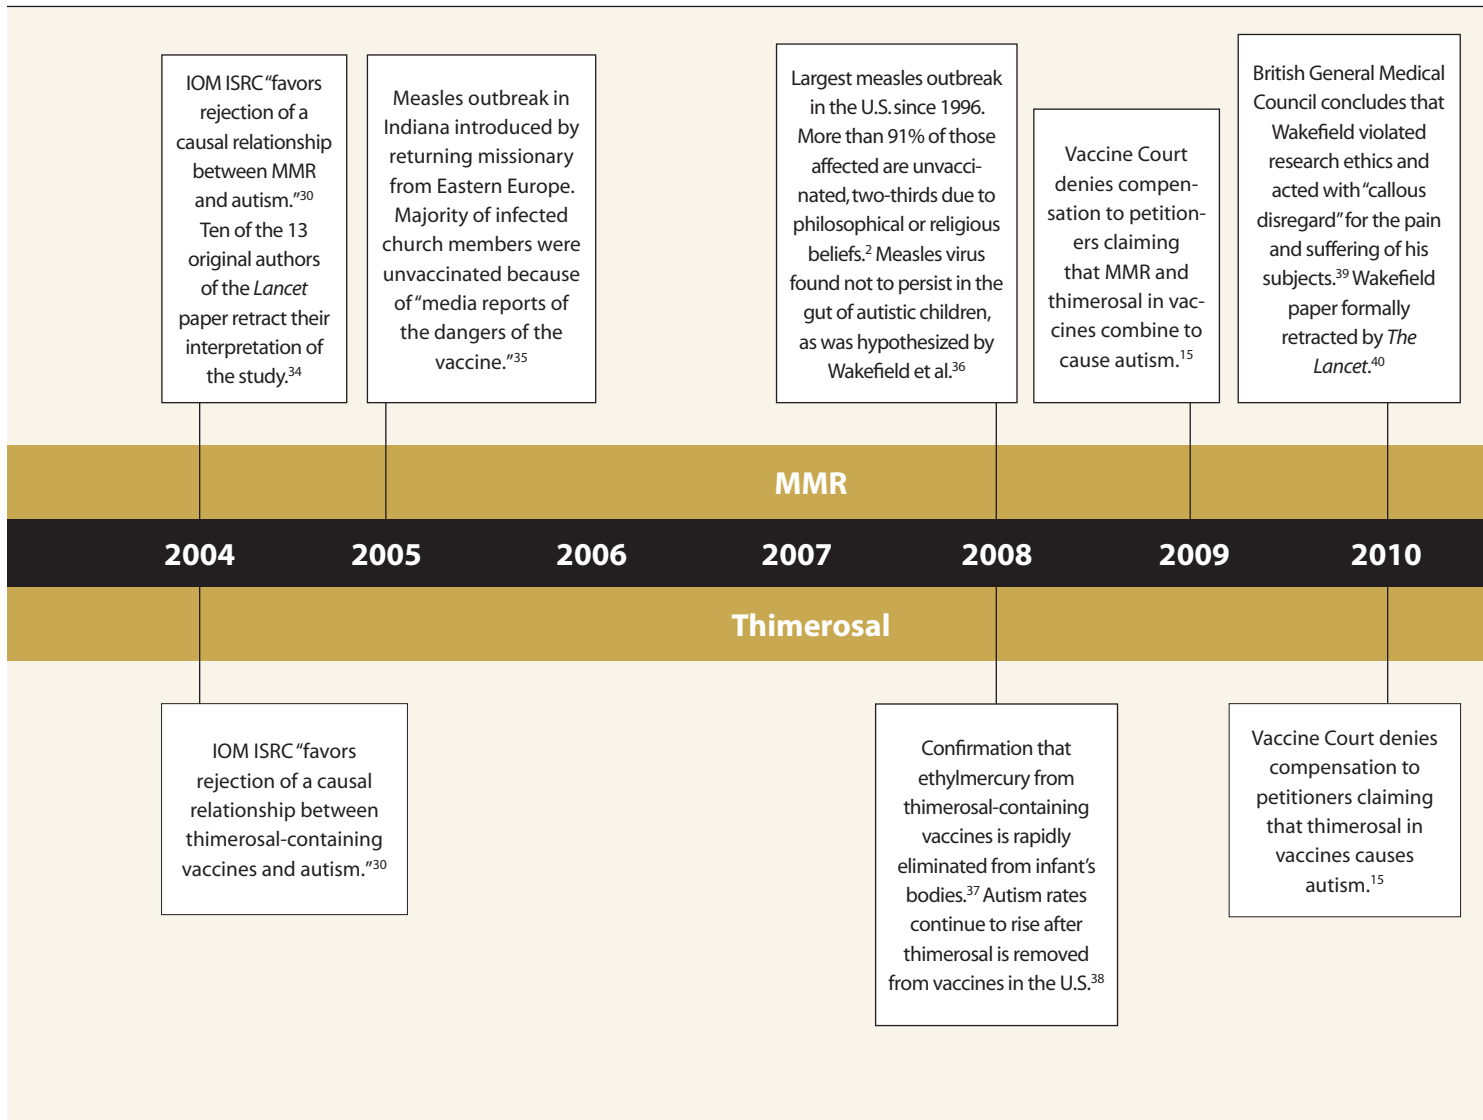 IOM ISRC “favors
rejection of a
causal relationship
between MMR
and autism.”30
Ten of the 13
original authors
of the Lancet
paper retract their
interpretation of
the study.34
Measles outbreak in
Indiana introduced by
returning missionary
from Eastern Europe.
Majority of infected
church members were
unvaccinated because
of “media reports of
the dangers of the
vaccine.”35
Largest measles outbreak
in the U.S. since 1996.
More than 91% of those
affected are unvacci-
nated, two-thirds due to
philosophical or religious
beliefs.2 Measles virus
found not to persist in the
gut of autistic children,
as was hypothesized by
Wakefield et al.36
Vaccine Court
denies compen-
sation to petition-
ers claiming
that MMR and
thimerosal in vac-
cines combine to
cause autism.15
British General Medical
Council concludes that
Wakefield violated
research ethics and
acted with “callous
disregard” for the pain
and suffering of his
subjects.39 Wakefield
paper formally
retracted by The
Lancet.40
MMR
2004 2005 2006 2007 2008 2009 2010
Thimerosal
IOM ISRC “favors
rejection of a causal
relationship between
thimerosal-containing
vaccines and autism.”30
Confirmation that
ethylmercury from
thimerosal-containing
vaccines is rapidly
eliminated from infant’s
bodies.37 Autism rates
continue to rise after
thimerosal is removed
from vaccines in the U.S.38
Vaccine Court denies
compensation to
petitioners claiming
that thimerosal in
vaccines causes
autism.15